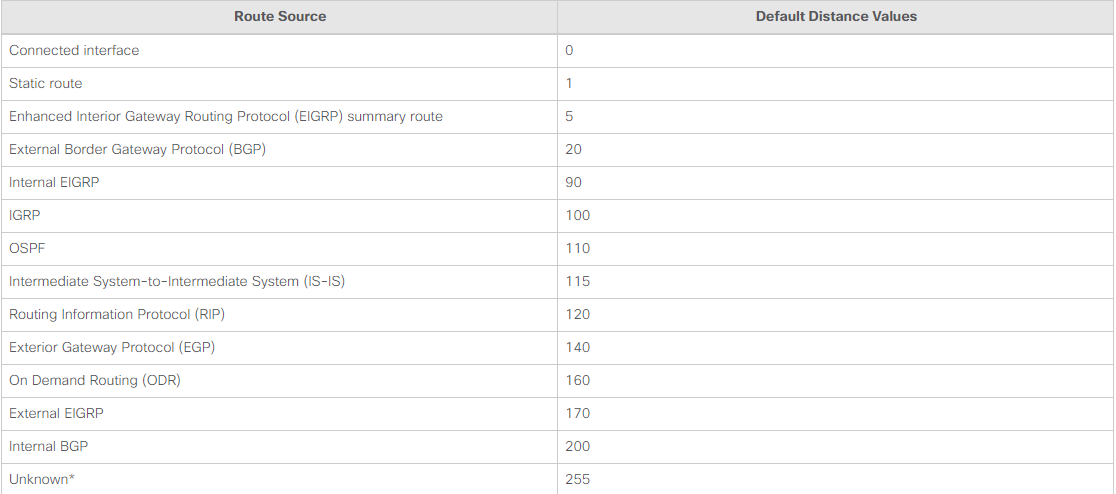 Route Source Default Distance Values
Connected interface 0
Static route 1
Enhanced Interior Gateway Routing Protocol (EIGRP) summary route 5
External Border Gateway Protocol (BGP) 20
Internal EIGRP 90
IGRP 100
OSPF 110
Intermediate System-to-Intermediate System (IS-IS) 115
Routing Information Protocol (RIP) 120
Exterior Gateway Protocol (EGP) 140
On Demand Routing (ODR) 160
External EIGRP 170
Internal BGP 200
Unknown* 255